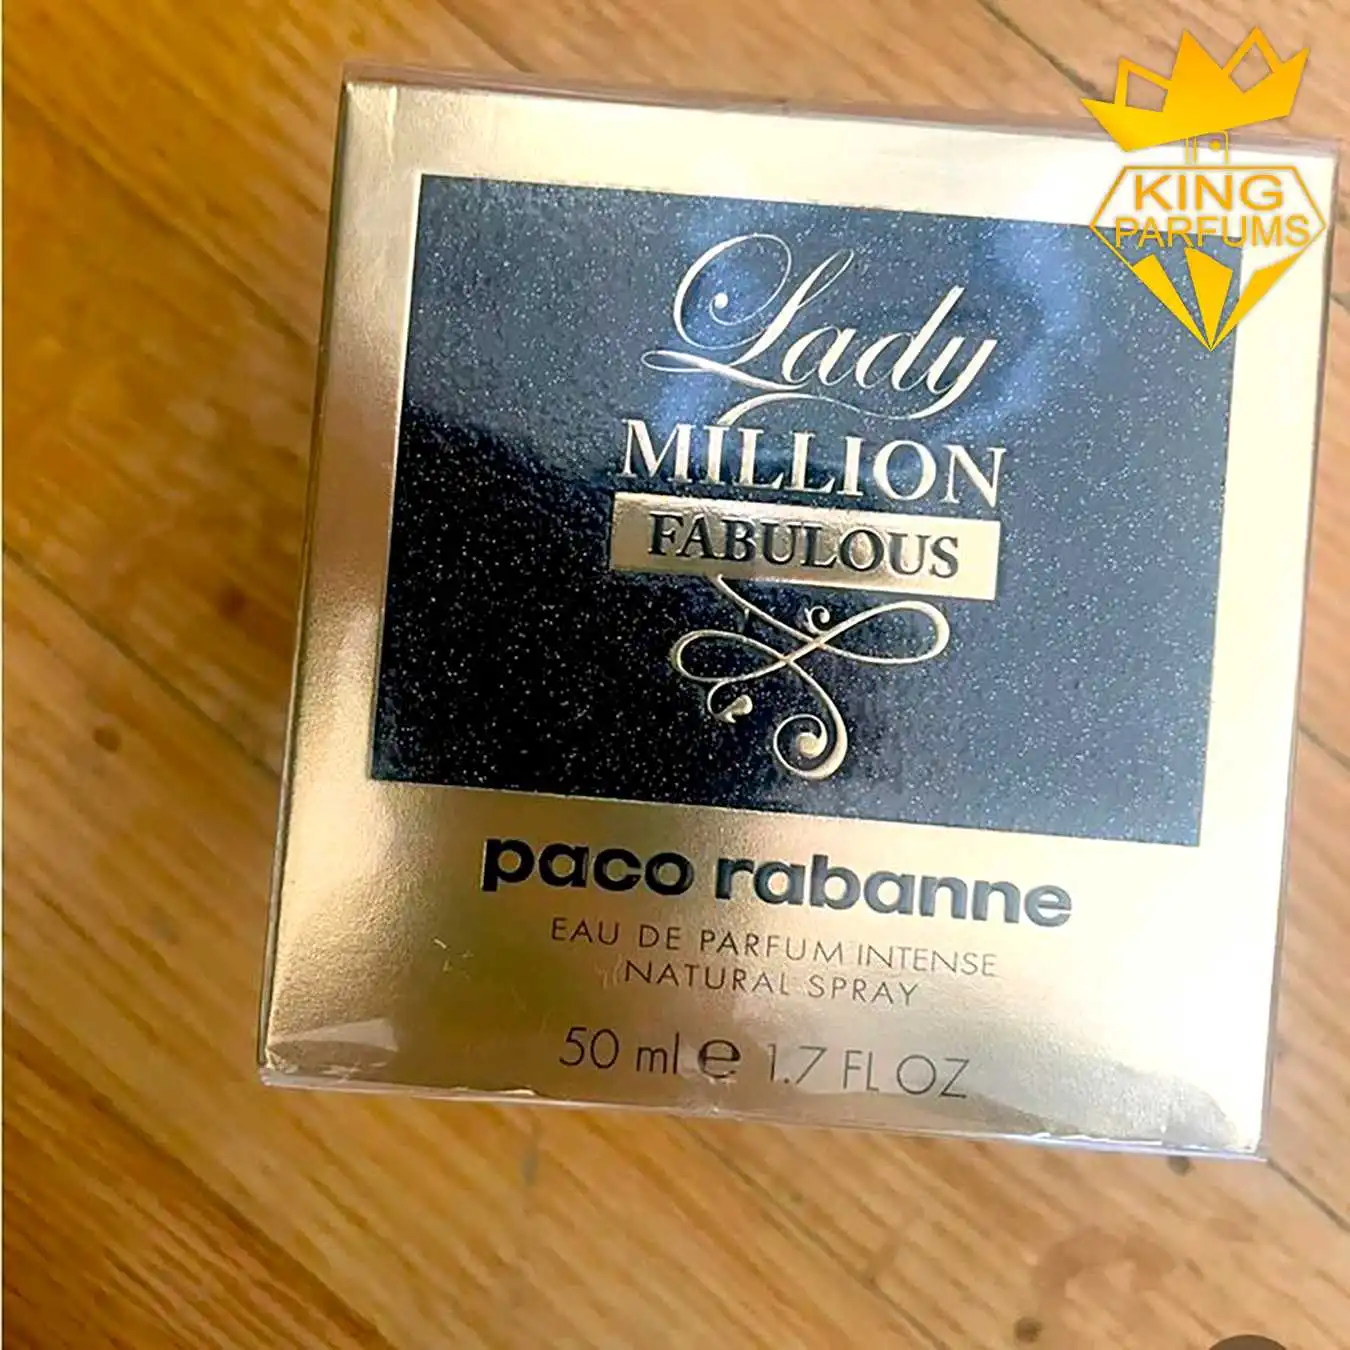 KING
PARFUMS
Lady
MILLION
FABULOUS
paco rabanne
EAU DE PARFUM INTENSE
NATURAL SPRAY
50 ml e 1.7 FL OZ